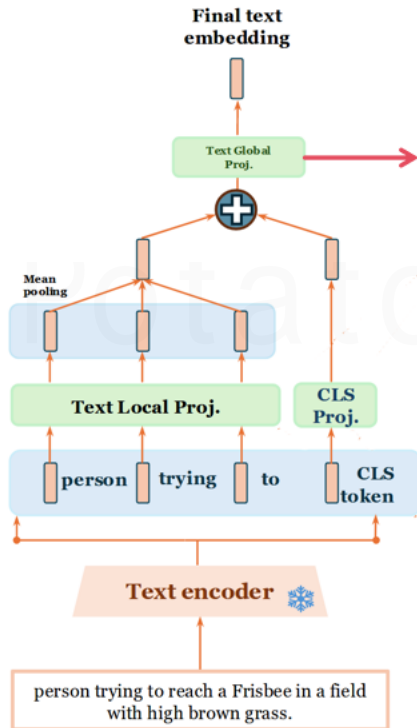 Final text
embedding
Text Global
Proj.
Mean
pooling
Text Local Proj.
CLS
Proj.
person
trying
to
CLS
token
Text encoder
person trying to reach a Frisbee in a field
with high brown grass.